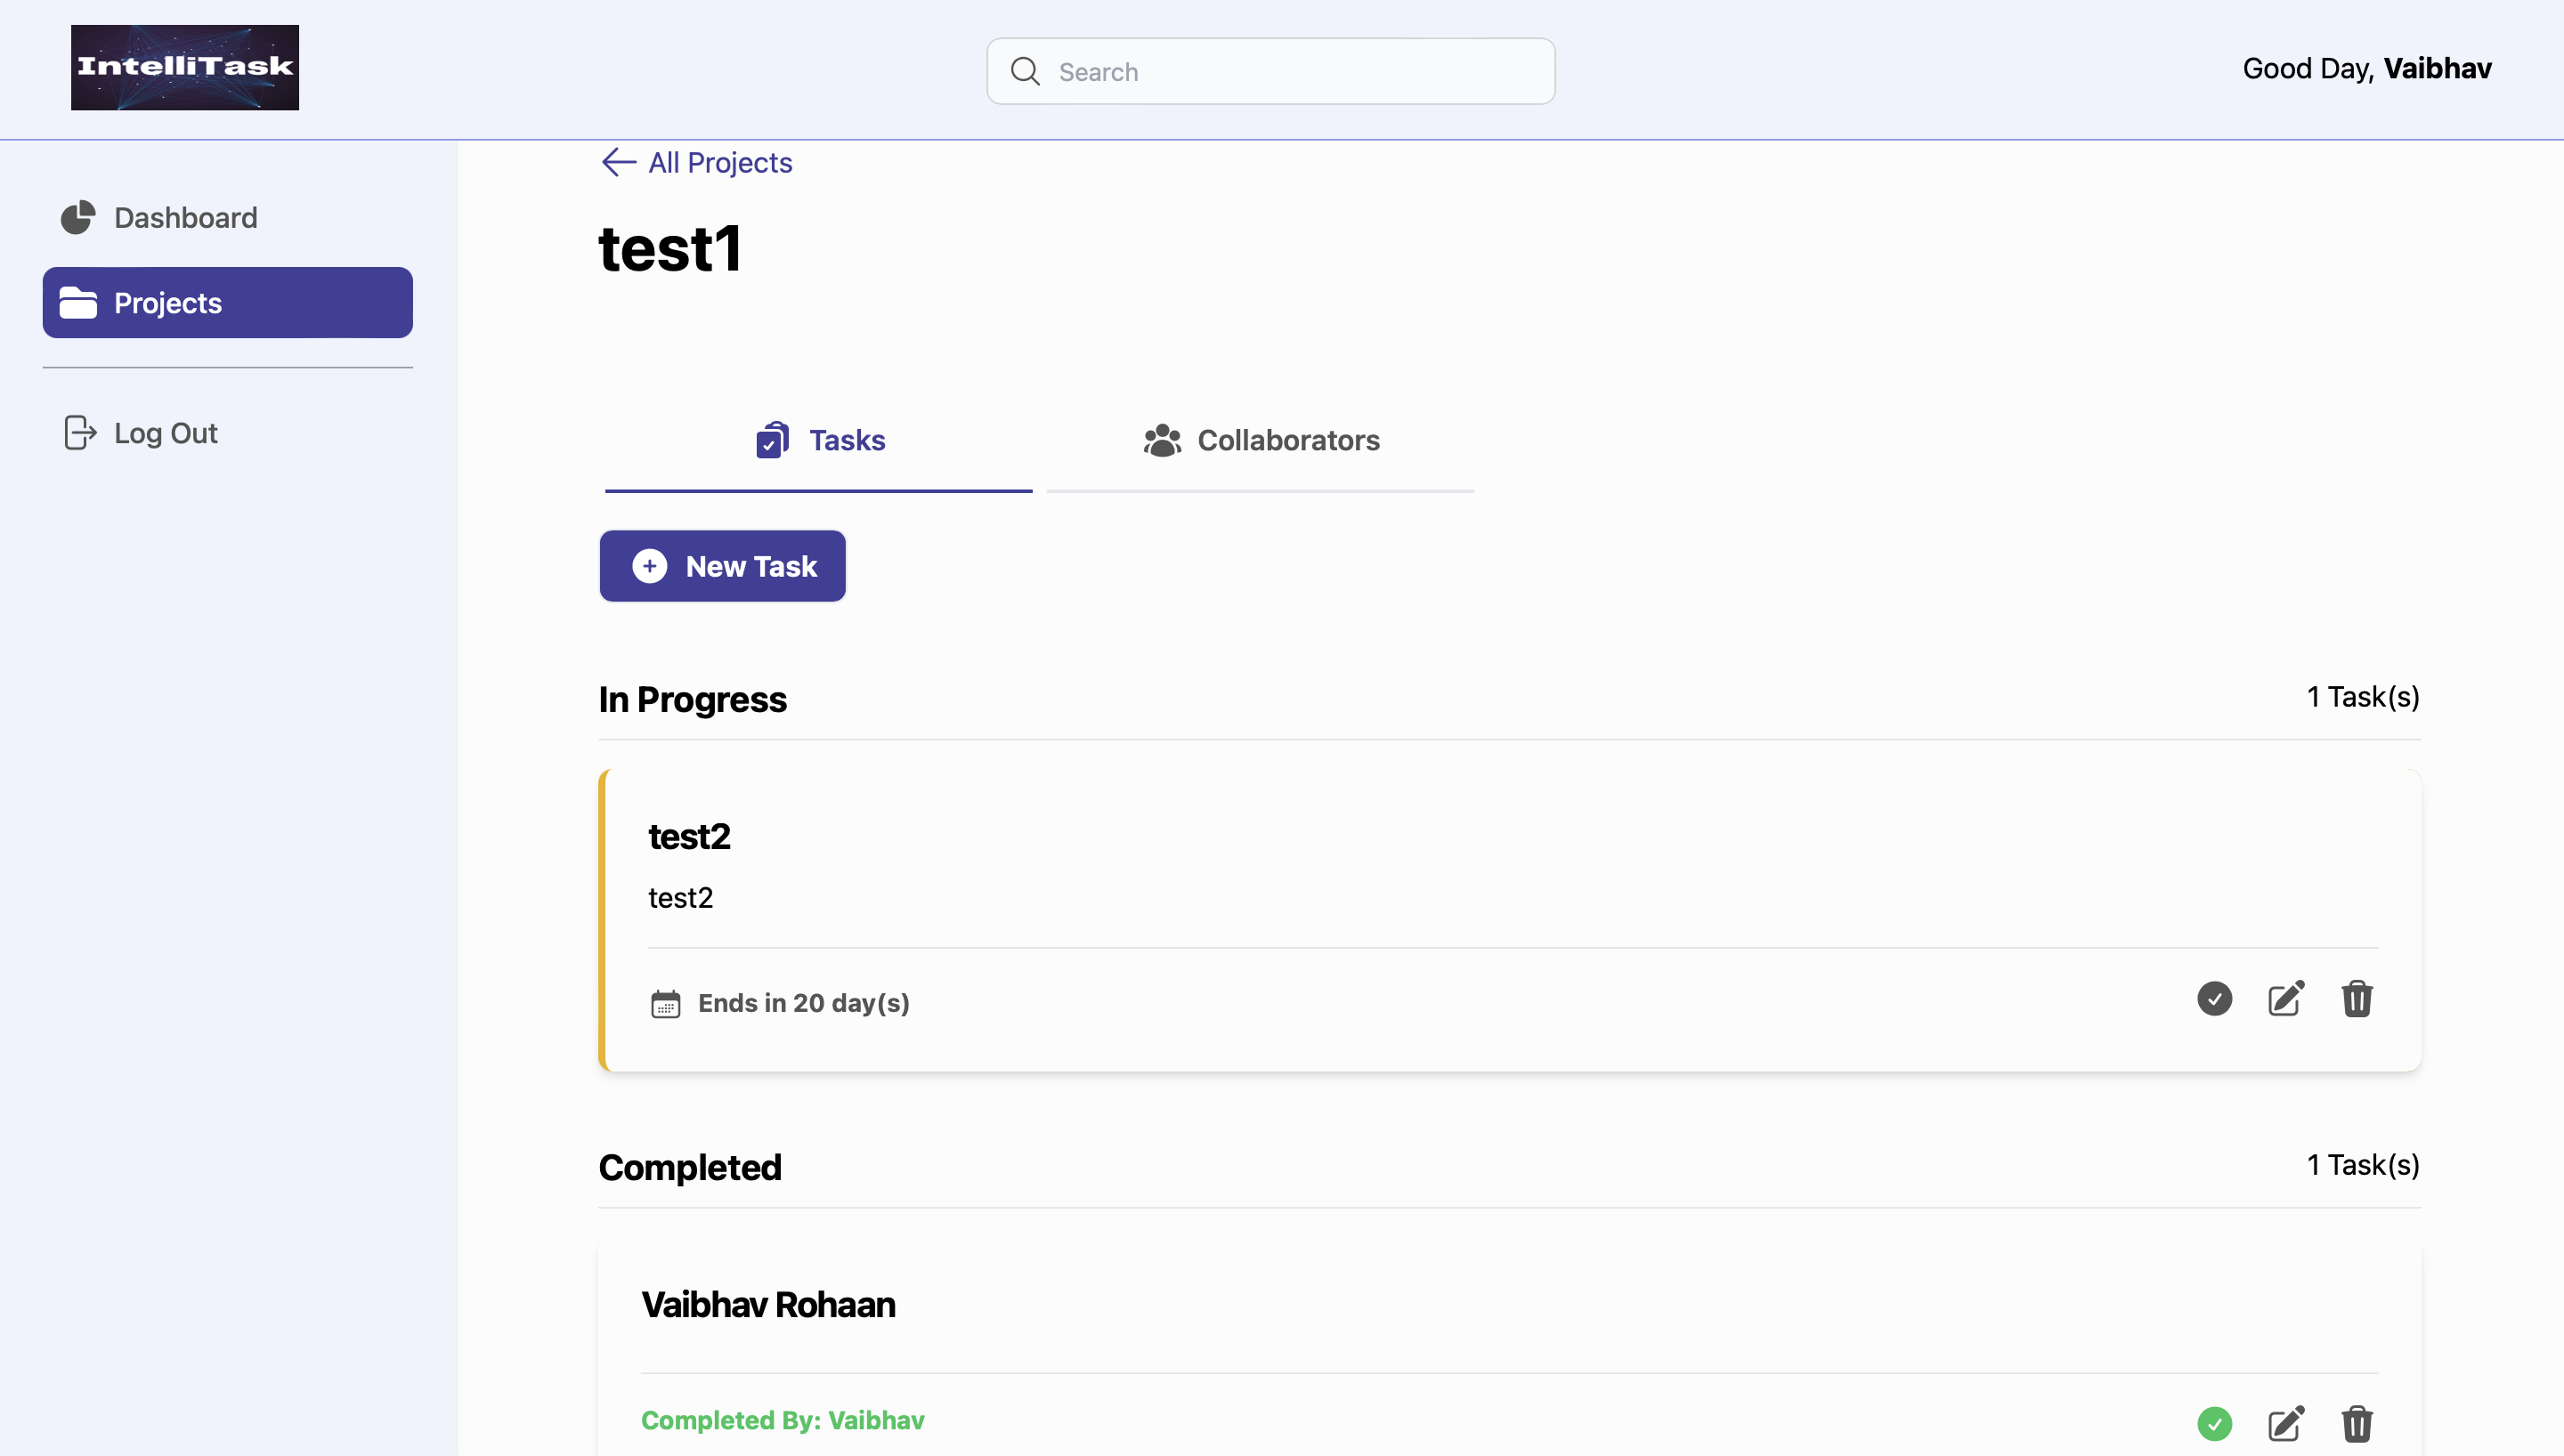 IntelliTask
Search
Good Day, Vaibhav
Dashboard
Projects
Log Out
All Projects
test1
Tasks
Collaborators
New Task
In Progress
1 Task(s)
test2
test2
Ends in 20 day(s)
Completed
1 Task(s)
Vaibhav Rohaan
Completed By: Vaibhav